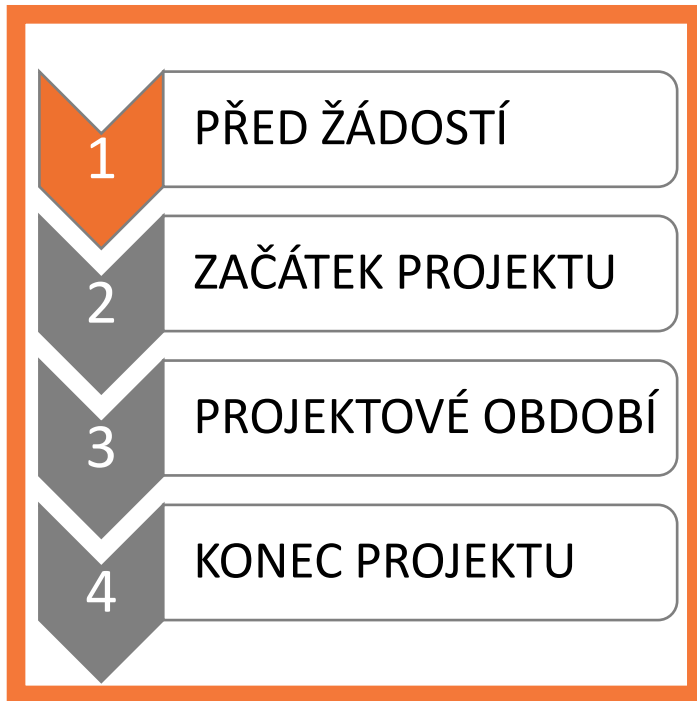 1
PŘED ŽÁDOSTÍ
2
ZAČÁTEK PROJEKTU
3
PROJEKTOVÉ OBDOBÍ
4
KONEC PROJEKTU